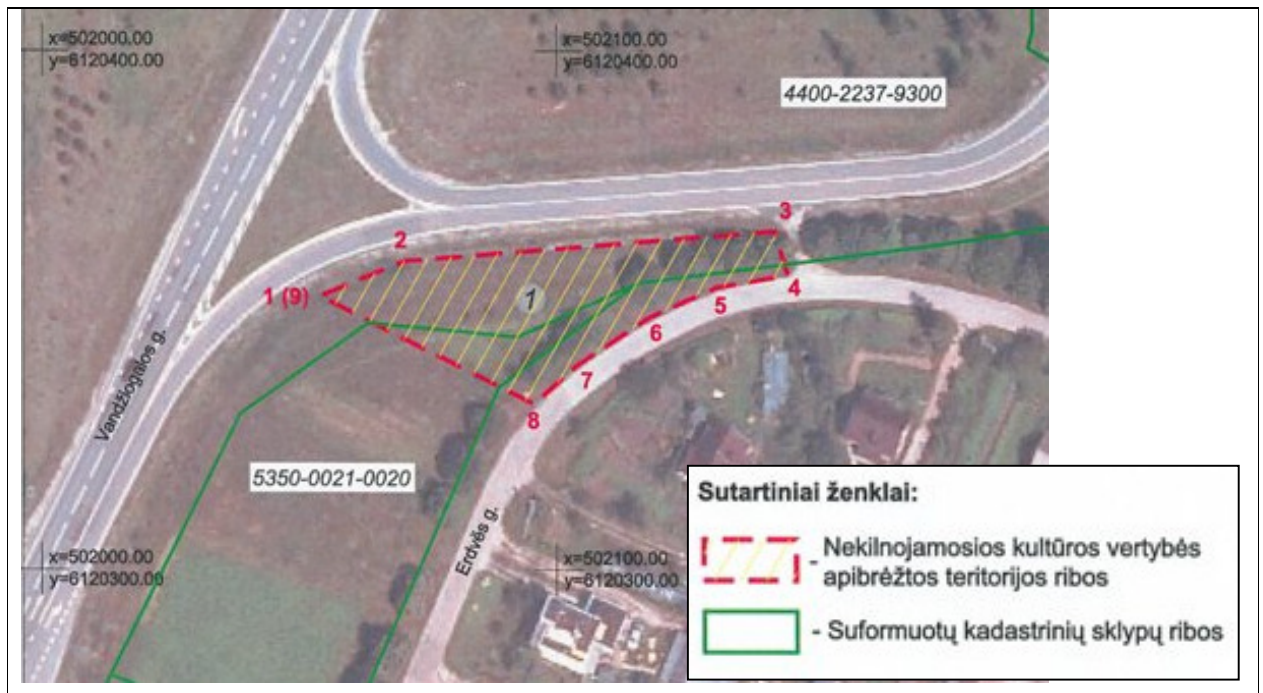 x=502000.00
y=6120400.00
x=502100.00
y=6120400.00
4400-2237-9300
3
2
1 (9)
1
4
5
6
7
8
Vandžiogalos g.
5350-0021-0020
Erdvės g.
x=502000.00
y=6120300.00
x=502100.00
y=6120300.00
Sutartiniai ženklai:
- Nekilnojamosios kultūros vertybės
apibrėžtos teritorijos ribos
- Suformuotų kadastrinių sklypų ribos